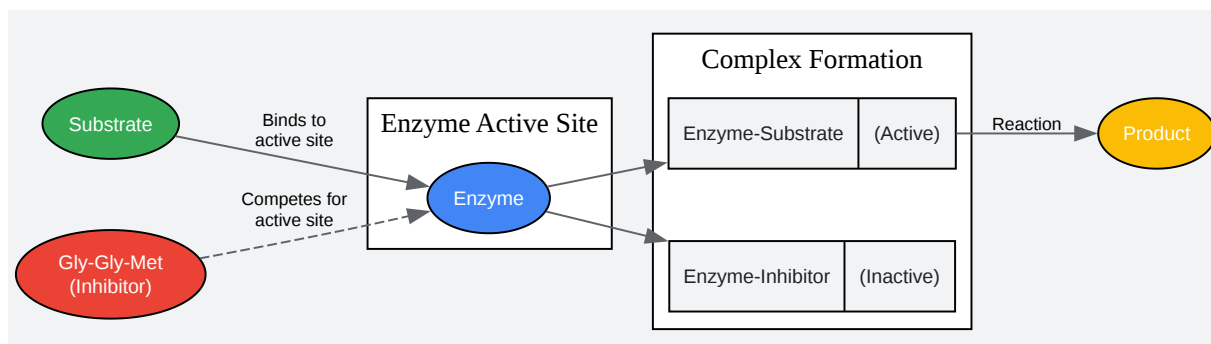 Substrate
Binds to
active site
Competes for
active site
Gly-Gly-Met
(Inhibitor)
Enzyme Active Site
Enzyme
Complex Formation
Enzyme-Substrate (Active)
Enzyme-Inhibitor (Inactive)
Reaction
Product